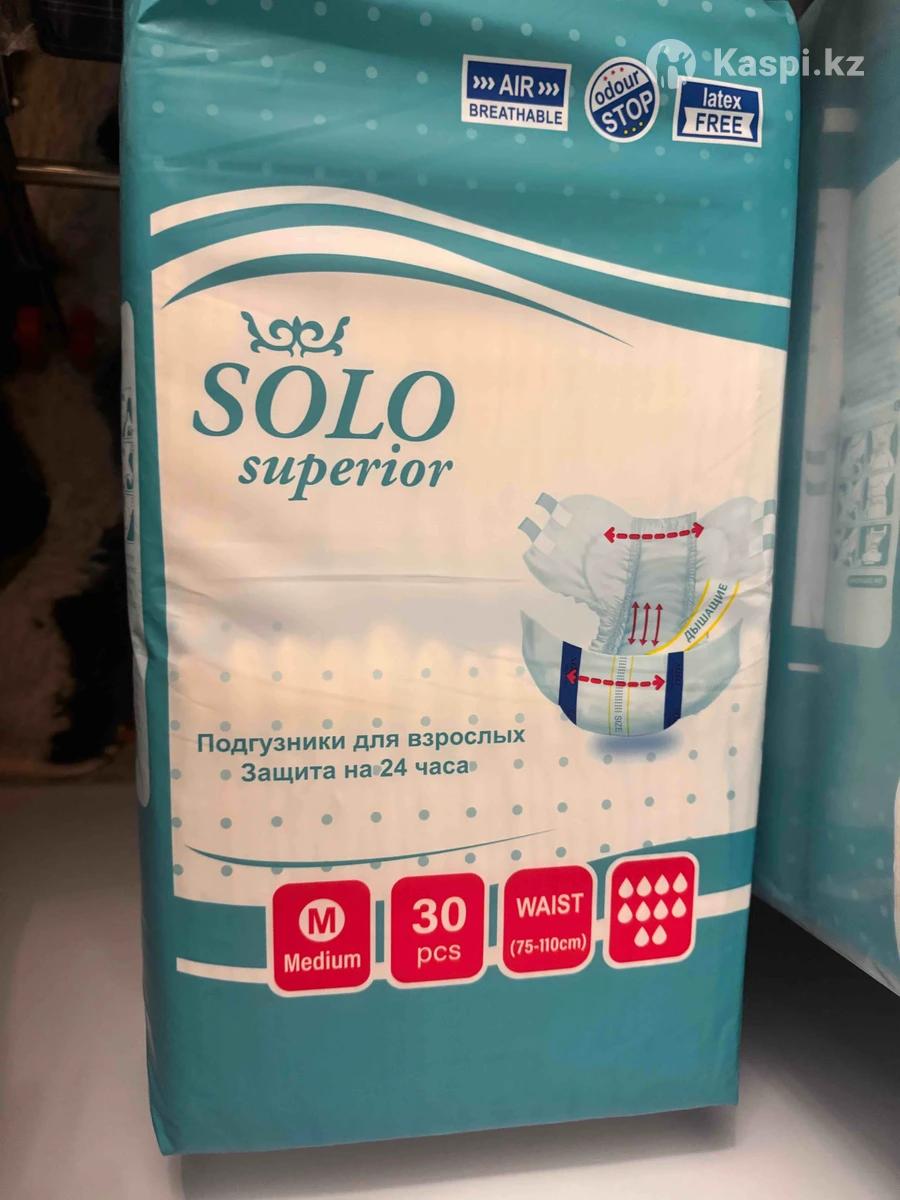 Kaspi.kz
»» AIR »»
BREATHABLE
odour
STOP
latex
FREE
SOLO
superior
ДЫШАЩИЕ
SIZE
Подгузники для взрослых
Защита на 24 часа
M
Medium
30
pcs
WAIST
(75-110cm)